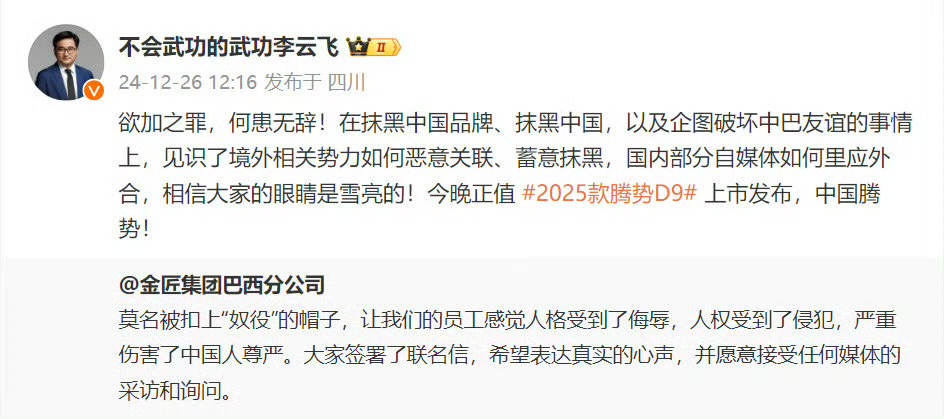 不会武功的武功李云飞 II
24-12-26 12:16 发布于 四川
欲加之罪，何患无辞！在抹黑中国品牌、抹黑中国，以及企图破坏中巴友谊的事情
上，见识了境外相关势力如何恶意关联、蓄意抹黑，国内部分自媒体如何里应外
合，相信大家的眼睛是雪亮的！今晚正值 #2025款腾势D9# 上市发布，中国腾
势！
@金匠集团巴西分公司
莫名被扣上“奴役”的帽子，让我们的员工感觉人格受到了侮辱，人权受到了侵犯，严重
伤害了中国人尊严。大家签署了联名信，希望表达真实的心声，并愿意接受任何媒体的
采访和询问。